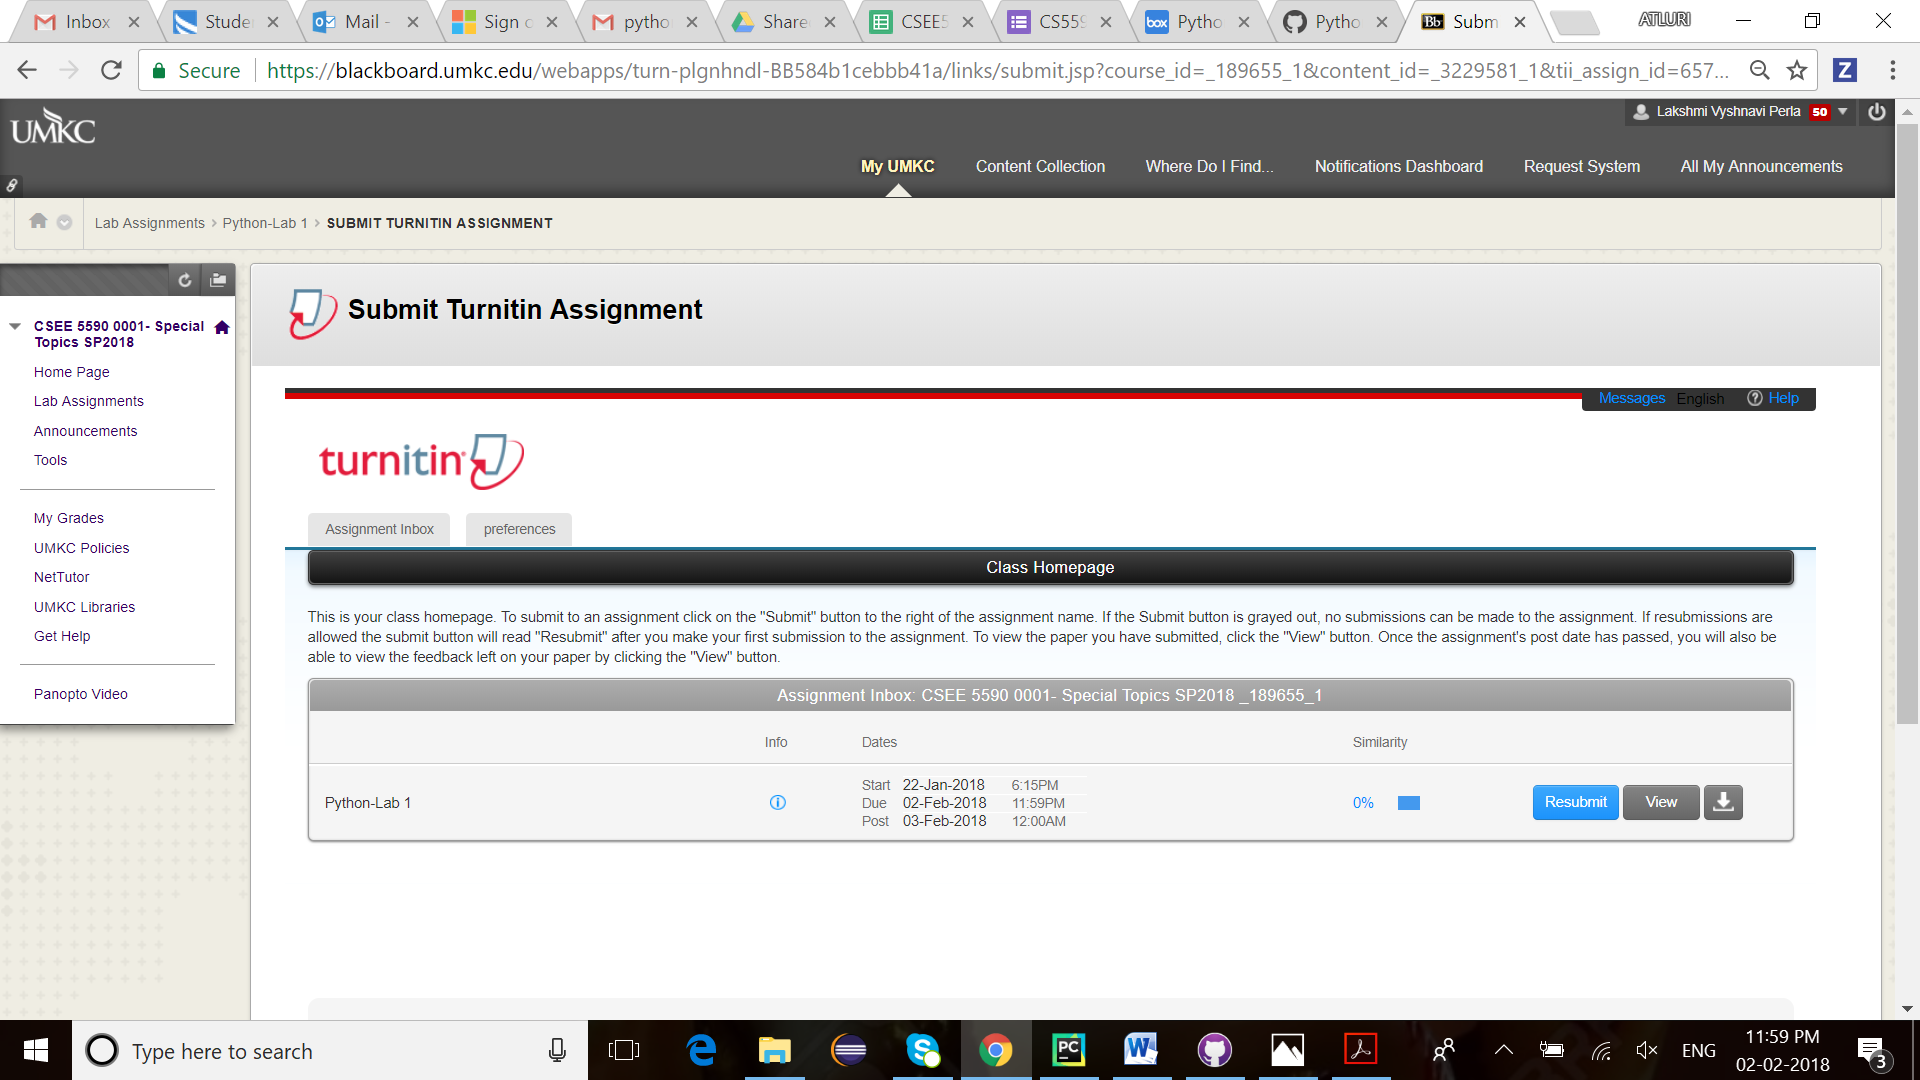 Inbox
Stude
Mail -
Sign o
pytho
Share
CSEE5
CS559
box Pytho
Pytho
Bb Subm
ATLURI
Secure https://blackboard.umkc.edu/webapps/turn-plgnhndl-BB584b1cebbb41a/links/submit.jsp?course_id=_189655_1&content_id=_3229581_1&tii_assign_id=657...
Z
UMKC
Lakshmi Vyshnavi Perla 50
My UMKC Content Collection Where Do I Find... Notifications Dashboard Request System All My Announcements
Lab Assignments > Python-Lab 1 > SUBMIT TURNITIN ASSIGNMENT
CSEE 5590 0001- Special
Topics SP2018
Home Page
Lab Assignments
Announcements
Tools
My Grades
UMKC Policies
NetTutor
UMKC Libraries
Get Help
Panopto Video
Submit Turnitin Assignment
Messages English ? Help
turnitin
Assignment Inbox preferences
Class Homepage
This is your class homepage. To submit to an assignment click on the "Submit" button to the right of the assignment name. If the Submit button is grayed out, no submissions can be made to the assignment. If resubmissions are
allowed the submit button will read "Resubmit" after you make your first submission to the assignment. To view the paper you have submitted, click the "View" button. Once the assignment's post date has passed, you will also be
able to view the feedback left on your paper by clicking the "View" button.
Assignment Inbox: CSEE 5590 0001- Special Topics SP2018 _189655_1
Info Dates Similarity
Start 22-Jan-2018 6:15PM
Python-Lab 1 Due 02-Feb-2018 11:59PM 0% Resubmit View
Post 03-Feb-2018 12:00AM
Type here to search
PC
W
ENG
11:59 PM
02-02-2018
3